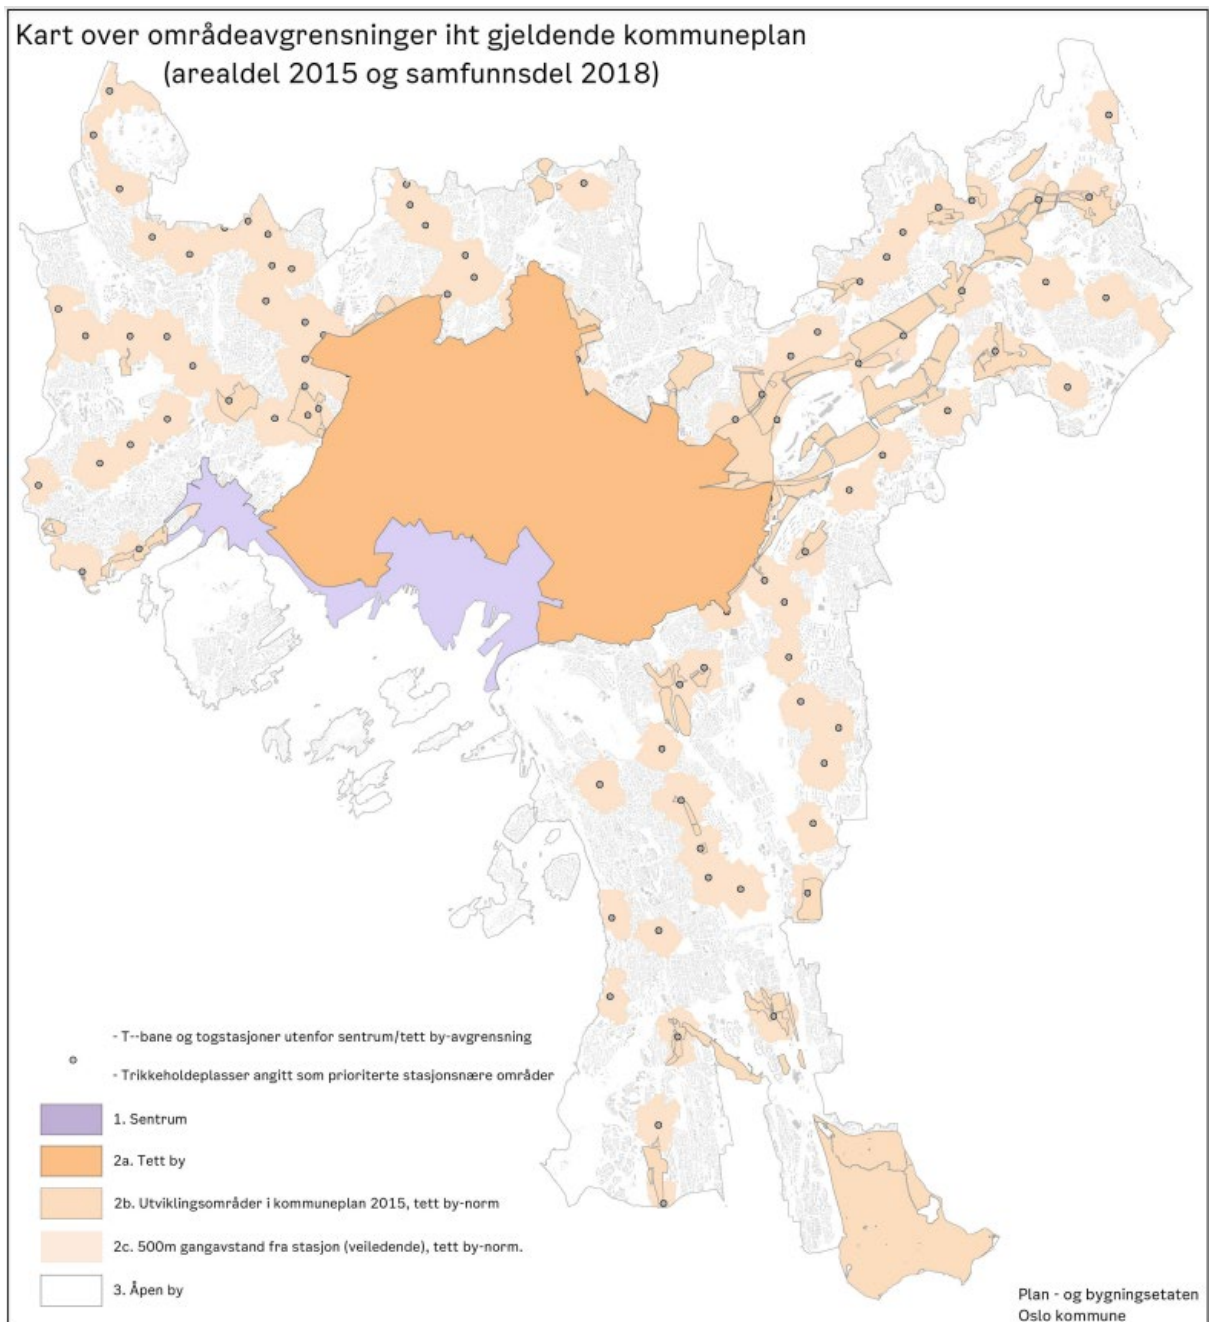 Kart over områdeavgrensninger iht gjeldende kommuneplan
(arealdel 2015 og samfunnsdel 2018)
- T--bane og togstasjoner utenfor sentrum/tett by-avgrensning
- Trikkeholdeplasser angitt som prioriterte stasjonsnære områder
1. Sentrum
2a. Tett by
2b. Utviklingsområder i kommuneplan 2015, tett by-norm
2c. 500m gangavstand fra stasjon (veiledende), tett by-norm.
3. Åpen by
Plan - og bygningsetaten
Oslo kommune